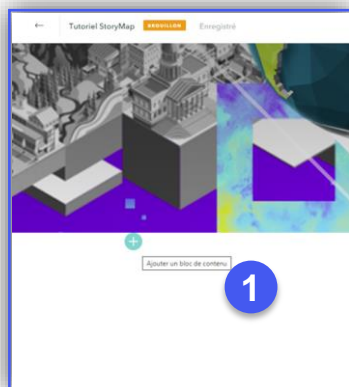 ← Tutoriel StoryMap BROUILLON Enregistré
+
Ajouter un bloc de contenu
1